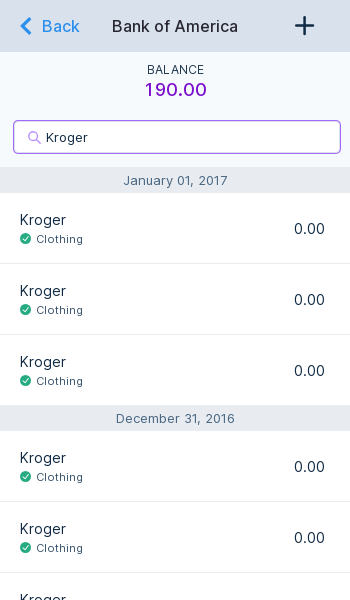 Back
Bank of America
BALANCE
190.00
Kroger
January 01, 2017
Kroger
0.00
Clothing
Kroger
0.00
Clothing
Kroger
0.00
Clothing
December 31, 2016
Kroger
0.00
Clothing
Kroger
0.00
Clothing
Kroger